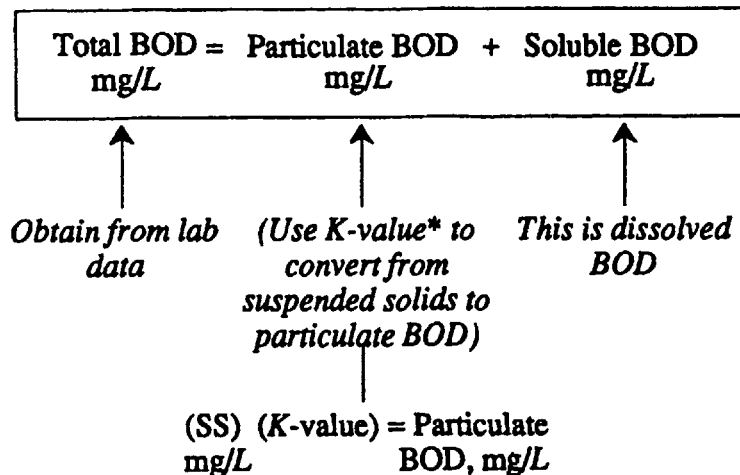 Total BOD = Particulate BOD + Soluble BOD
mg/L mg/L mg/L
Obtain from lab data
(Use K-value* to convert from suspended solids to particulate BOD)
This is dissolved BOD
(SS) (K-value) = Particulate
mg/L BOD, mg/L